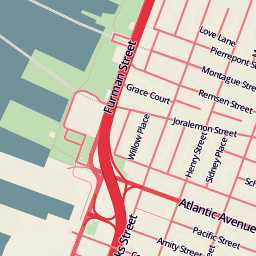 Love Lane
Pierrepont
Furman Street
Montague Street
Grace Court
Remsen Street
Joralemon Street
Willow Place
Henry Street
Sidney Place
Atlantic Avenue
Pacific Street
Amity Street
Street